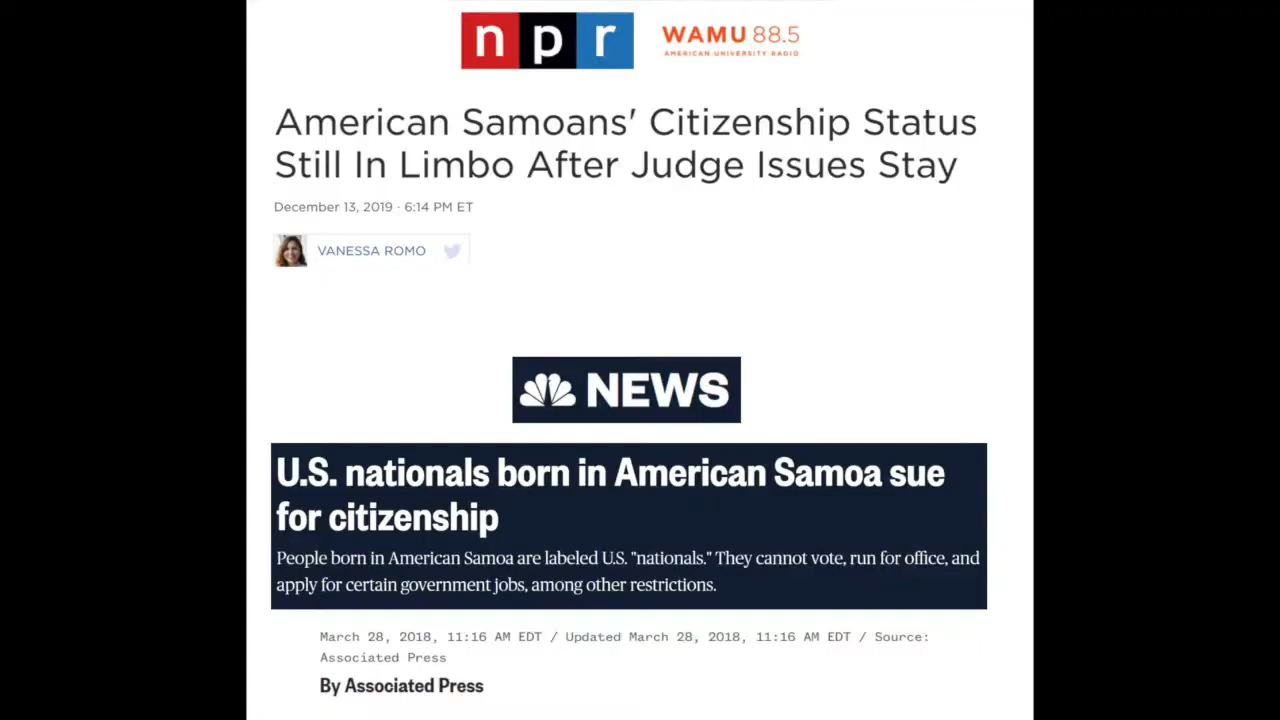 npr WAMU 88.5
AMERICAN UNIVERSITY RADIO
American Samoans' Citizenship Status
Still In Limbo After Judge Issues Stay
December 13, 2019 · 6:14 PM ET
VANESSA ROMO
NEWS
U.S. nationals born in American Samoa sue
for citizenship
People born in American Samoa are labeled U.S. "nationals." They cannot vote, run for office, and
apply for certain government jobs, among other restrictions.
March 28, 2018, 11:16 AM EDT / Updated March 28, 2018, 11:16 AM EDT / Source:
Associated Press
By Associated Press